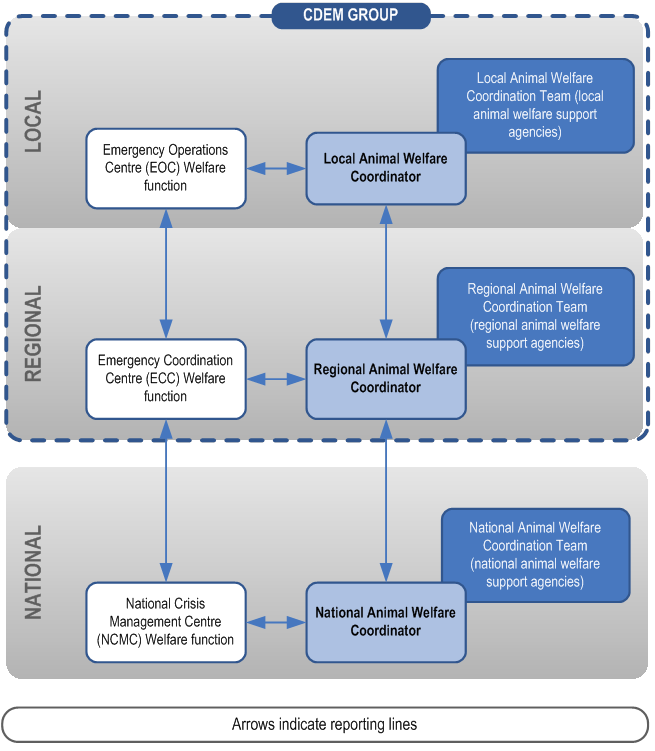 CDEM GROUP
LOCAL
Local Animal Welfare
Coordination Team (local
animal welfare support
agencies)
Emergency Operations
Centre (EOC) Welfare
function
Local Animal Welfare
Coordinator
REGIONAL
Regional Animal Welfare
Coordination Team
(regional animal welfare
support agencies)
Emergency Coordination
Centre (ECC) Welfare
function
Regional Animal Welfare
Coordinator
NATIONAL
National Animal Welfare
Coordination Team
(national animal welfare
support agencies)
National Crisis
Management Centre
(NCMC) Welfare function
National Animal Welfare
Coordinator
Arrows indicate reporting lines